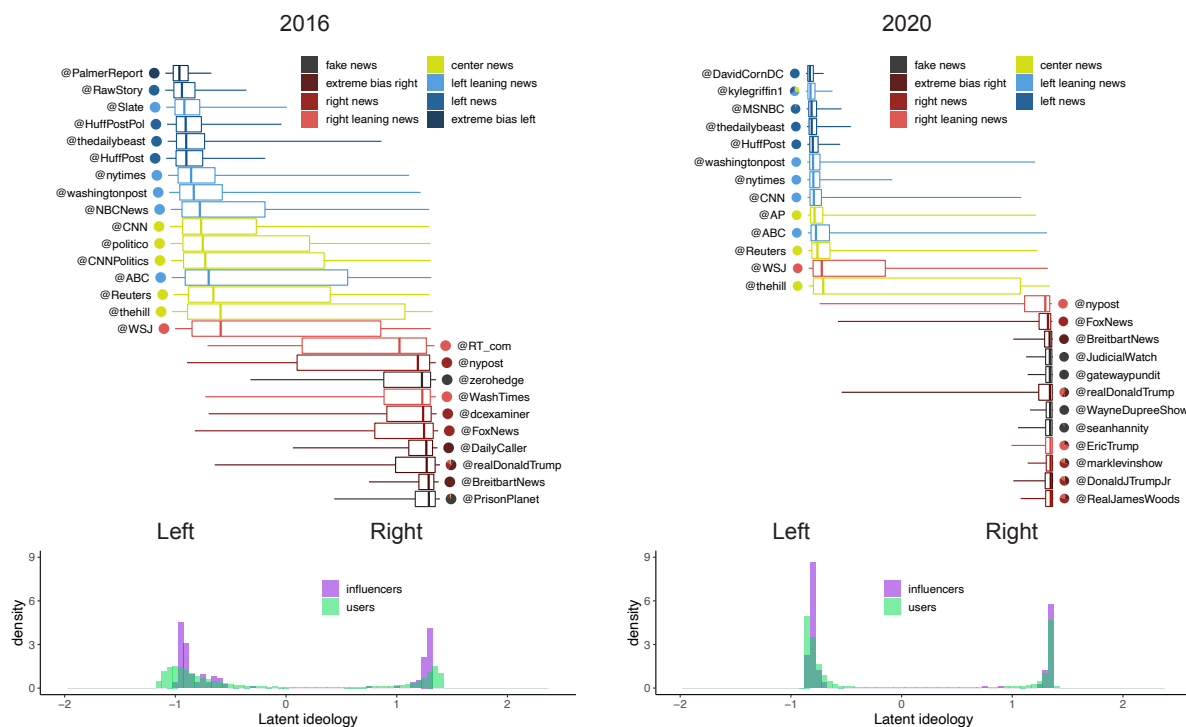 2016
fake news
extreme bias right
right news
right leaning news
center news
left leaning news
left news
extreme bias left
@PalmerReport
@RawStory
@Slate
@HuffPostPol
@thedailybeast
@HuffPost
@nytimes
@washingtonpost
@NBCNews
@CNN
@politico
@CNNPolitics
@ABC
@Reuters
@thehill
@WSJ
@RT_com
@nypost
@zerohedge
@WashTimes
@dcexaminer
@FoxNews
@DailyCaller
@realDonaldTrump
@BreitbartNews
@PrisonPlanet
Left
Right
9
6
3
0
density
influencers
users
-2
-1
0
1
2
Latent ideology
2020
fake news
extreme bias right
right news
right leaning news
center news
left leaning news
left news
@DavidCornDC
@kylegriffin1
@MSNBC
@thedailybeast
@HuffPost
@washingtonpost
@nytimes
@CNN
@AP
@ABC
@Reuters
@WSJ
@thehill
@nypost
@FoxNews
@BreitbartNews
@JudicialWatch
@gatewaypundit
@realDonaldTrump
@WayneDupreeShow
@seanhannity
@EricTrump
@marklevinshow
@DonaldJTrumpJr
@RealJamesWoods
Left
Right
9
6
3
0
density
influencers
users
-2
-1
0
1
2
Latent ideology